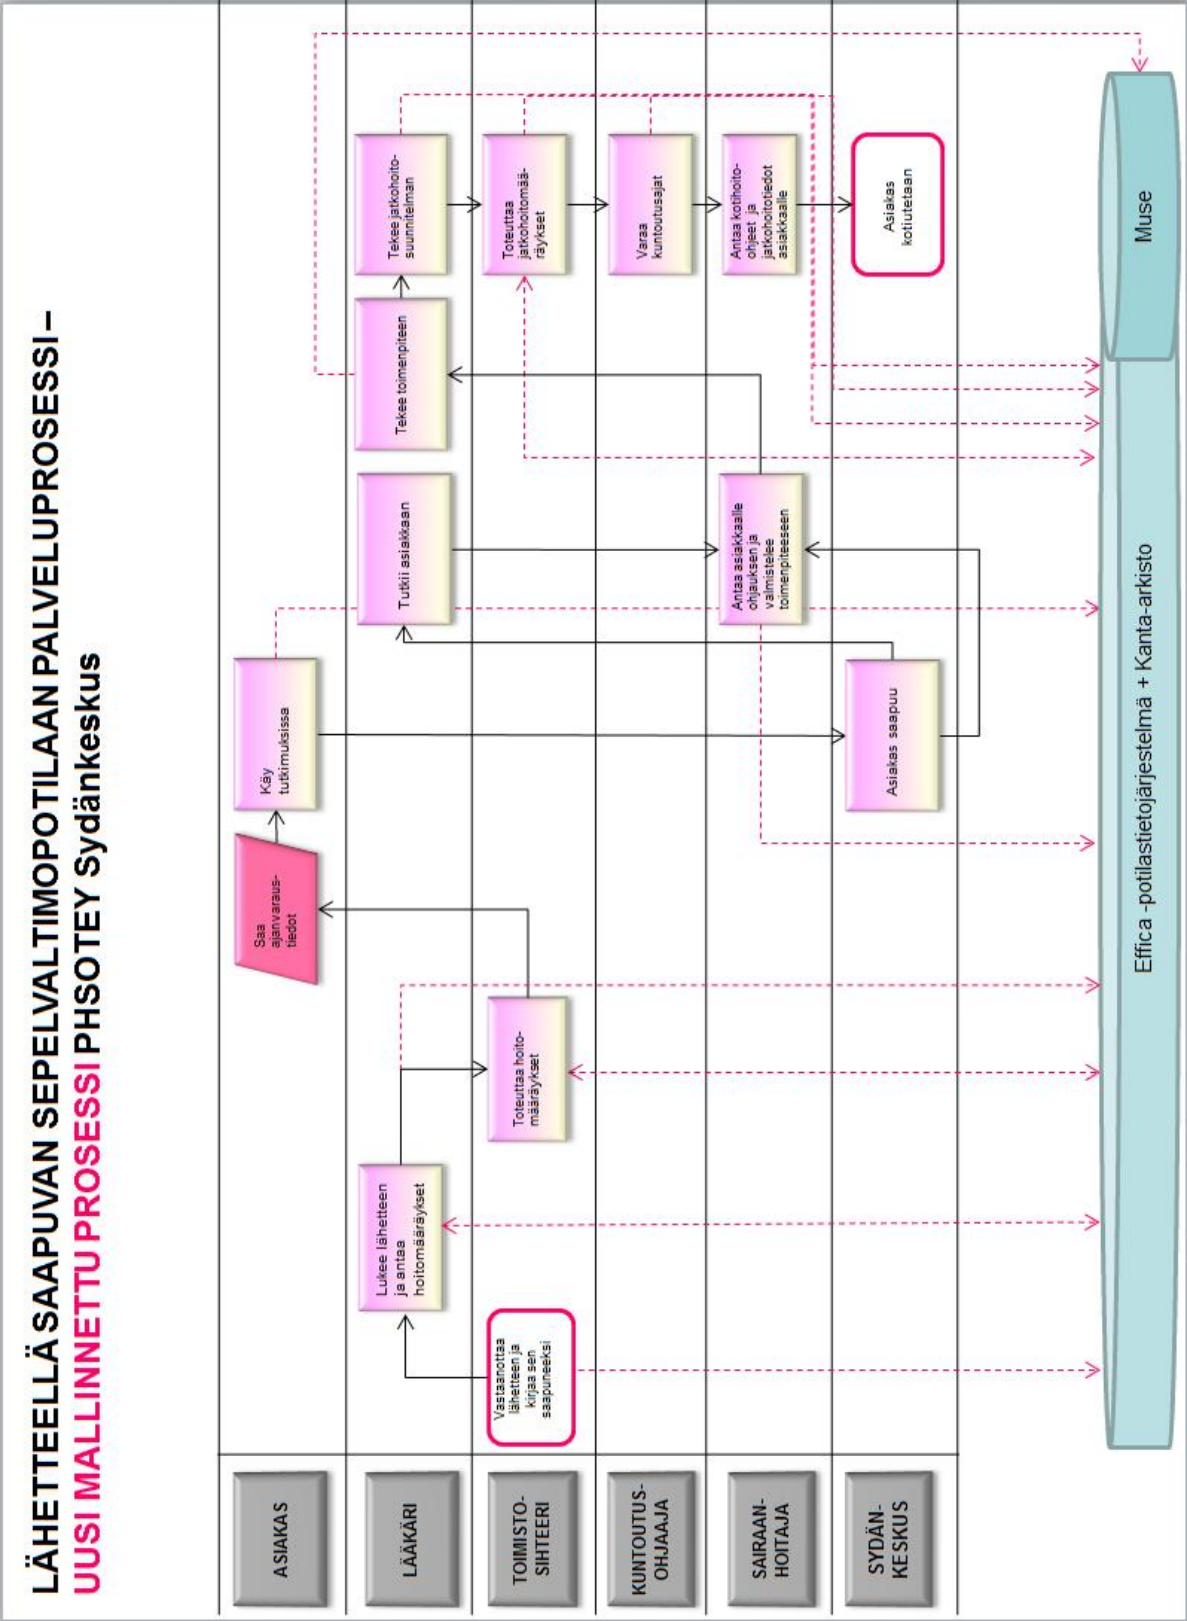 LÄHETTEELLÄ SAAPUVAN SEPELVALTIMOPOTILAAN PALVELUPROSESSI –
UUSI MALLINNETTU PROSESSI PHSOTEY Sydänkeskus
ASIAKAS
Saa
ajanvaraus-
tiedot
Käy
tutkimuksissa
LÄÄKÄRI
Lukee lähetteen
ja antaa
hoitomääräykset
Tutkii asiakkaan
Tekee toimenpiteen
Tekee jatkohoito-
suunnitelman
TOIMISTO-
SIHTEERI
Vastaanottaa
lähetteen ja
kirjaa sen
saapuneeksi
Toteuttaa hoito-
määräykset
Toteuttaa
jatkohoitomää-
räykset
KUNTOUTUS-
OHJAAJA
Varaa
kuntoutusajat
SAIRAAN-
HOITAJA
Antaa asiakkaalle
ohjauksen ja
valmistelee
toimenpiteeseen
Antaa kotihoito-
ohjeet ja
jatkohoitotiedot
asiakkaalle
SYDÄN-
KESKUS
Asiakas saapuu
Asiakas
kotiutetaan
Effica -potilastietojärjestelmä + Kanta-arkisto
Muse